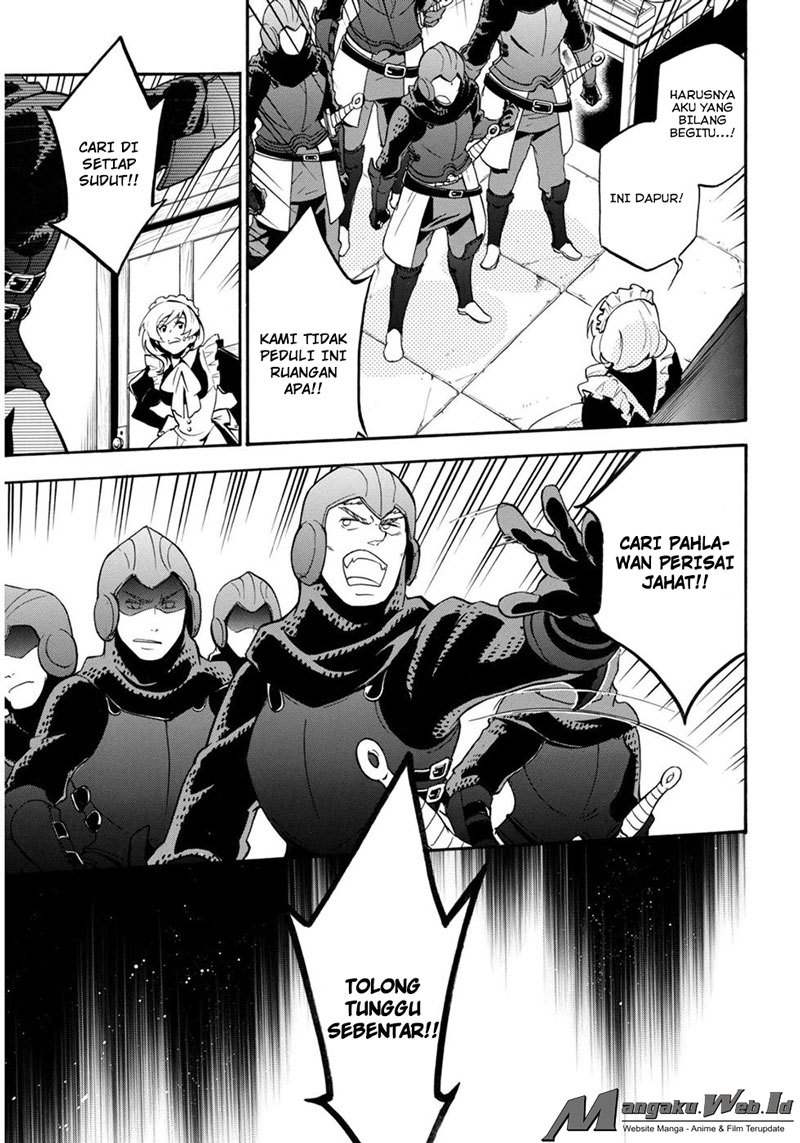 HARUSNYA
AKU YANG
BILANG
BEGITU...!
INI DAPUR!
KAMI TIDAK
PEDULI INI
RUANGAN
APA!!
CARI DI
SETIAP
SUDUT!!
CARI PAHLA-
WAN PERISAI
JAHAT!!
TOLONG
TUNGGU
SEBENTAR!!
Mangaku.Web.Id
Website Manga - Anime & Film Terupdate